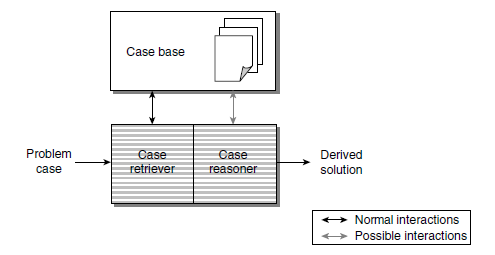 Case base
Problem
case
Case
retriever
Case
reasoner
Derived
solution
Normal interactions
Possible interactions